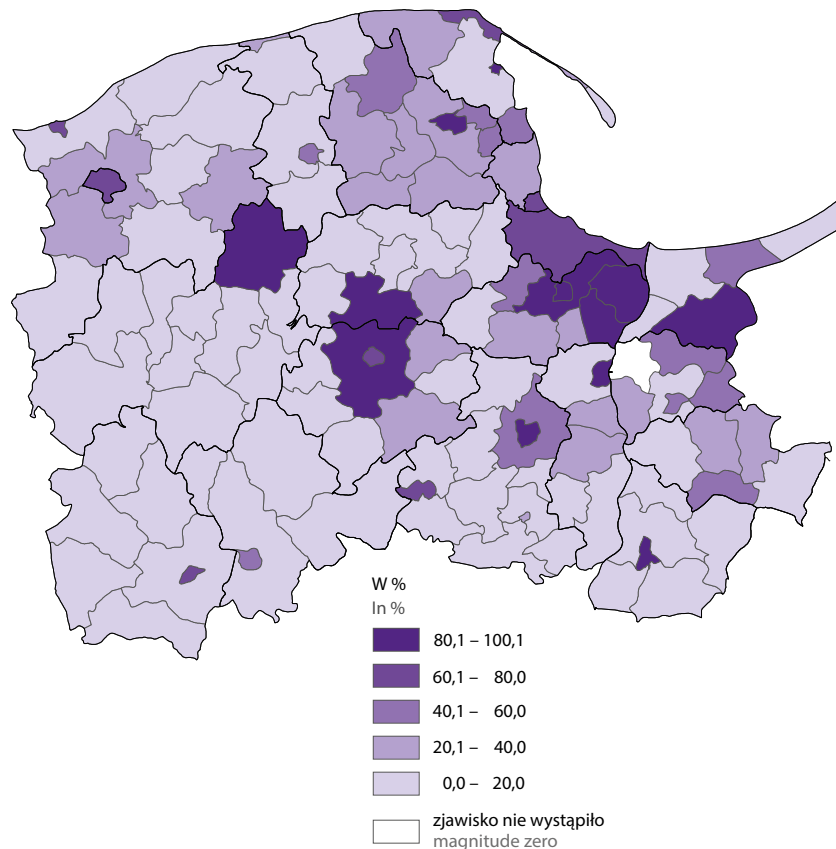 W %
In %
80,1 – 100,1
60,1 – 80,0
40,1 – 60,0
20,1 – 40,0
0,0 – 20,0
zjawisko nie wystąpiło
magnitude zero